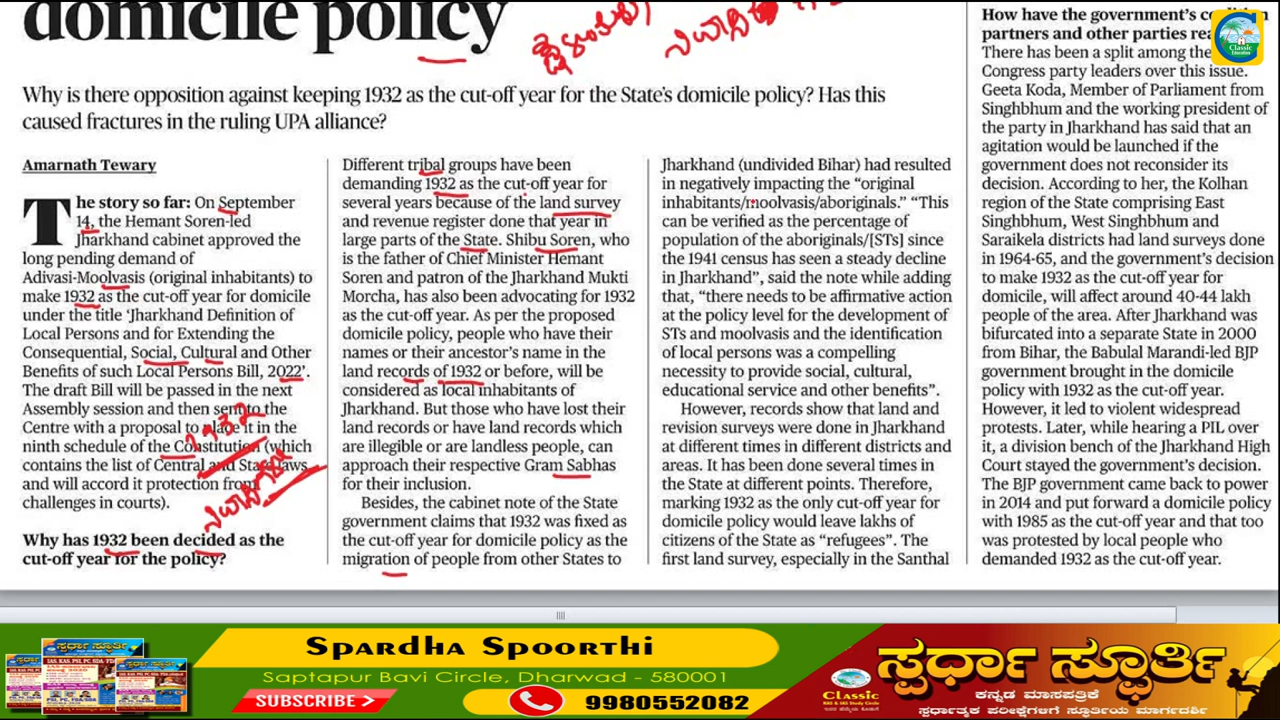 domicile policy
Why is there opposition against keeping 1932 as the cut-off year for the State's domicile policy? Has this
caused fractures in the ruling UPA alliance?
Amarnath Tewary
The story so far: On September
14, the Hemant Soren-led
Jharkhand cabinet approved the
long pending demand of
Adivasi-Moolvasis (original inhabitants) to
make 1932 as the cut-off year for domicile
under the title 'Jharkhand Definition of
Local Persons and for Extending the
Consequential, Social, Cultural and Other
Benefits of such Local Persons Bill, 2022'.
The draft Bill will be passed in the next
Assembly session and then sent to the
Centre with a proposal to place it in the
ninth schedule of the Constitution (which
contains the list of Central and State laws
and will accord it protection from
challenges in courts).
1932
Why has 1932 been decided as the
cut-off year for the policy?
Different tribal groups have been
demanding 1932 as the cut-off year for
several years because of the land survey
and revenue register done that year in
large parts of the State. Shibu Soren, who
is the father of Chief Minister Hemant
Soren and patron of the Jharkhand Mukti
Morcha, has also been advocating for 1932
as the cut-off year. As per the proposed
domicile policy, people who have their
names or their ancestor's name in the
land records of 1932 or before, will be
considered as local inhabitants of
Jharkhand. But those who have lost their
land records or have land records which
are illegible or are landless people, can
approach their respective Gram Sabhas
for their inclusion.
Besides, the cabinet note of the State
government claims that 1932 was fixed as
the cut-off year for domicile policy as the
migration of people from other States to
Jharkhand (undivided Bihar) had resulted
in negatively impacting the "original
inhabitants/moolvasis/aboriginals." "This
can be verified as the percentage of
population of the aboriginals/[STs] since
the 1941 census has seen a steady decline
in Jharkhand", said the note while adding
that, "there needs to be affirmative action
at the policy level for the development of
STs and moolvasis and the identification
of local persons was a compelling
necessity to provide social, cultural,
educational service and other benefits".
However, records show that land and
revision surveys were done in Jharkhand
at different times in different districts and
areas. It has been done several times in
the State at different points. Therefore,
marking 1932 as the only cut-off year for
domicile policy would leave lakhs of
citizens of the State as "refugees". The
first land survey, especially in the Santhal
How have the government's
partners and other parties
There has been a split among the
Congress party leaders over this issue.
Geeta Koda, Member of Parliament from
Singhbhum and the working president of
the party in Jharkhand has said that an
agitation would be launched if the
government does not reconsider its
decision. According to her, the Kolhan
region of the State comprising East
Singhbhum, West Singhbhum and
Saraikela districts had land surveys done
in 1964-65, and the government's decision
to make 1932 as the cut-off year for
domicile, will affect around 40-44 lakh
people of the area. After Jharkhand was
bifurcated into a separate State in 2000
from Bihar, the Babulal Marandi-led BJP
government brought in the domicile
policy with 1932 as the cut-off year.
However, it led to violent widespread
protests. Later, while hearing a PIL over
it, a division bench of the Jharkhand High
Court stayed the government's decision.
The BJP government came back to power
in 2014 and put forward a domicile policy
with 1985 as the cut-off year and that too
was protested by local people who
demanded 1932 as the cut-off year.
Classic
Education
Spardha Spoorthi
Saptapur Bavi Circle, Dharwad - 580001
SUBSCRIBE
9980552082
Classic
KAS & IAS Study Circle
ಸ್ಪರ್ಧಾ ಸ್ಫೂರ್ತಿ
ಕನ್ನಡ ಮಾಸಪತ್ರಿಕೆ
ಸ್ಪರ್ಧಾತ್ಮಕ ಪರೀಕ್ಷೆಗಳಿಗೆ ಸ್ಫೂರ್ತಿಯ ಮಾರ್ಗದರ್ಶಿ